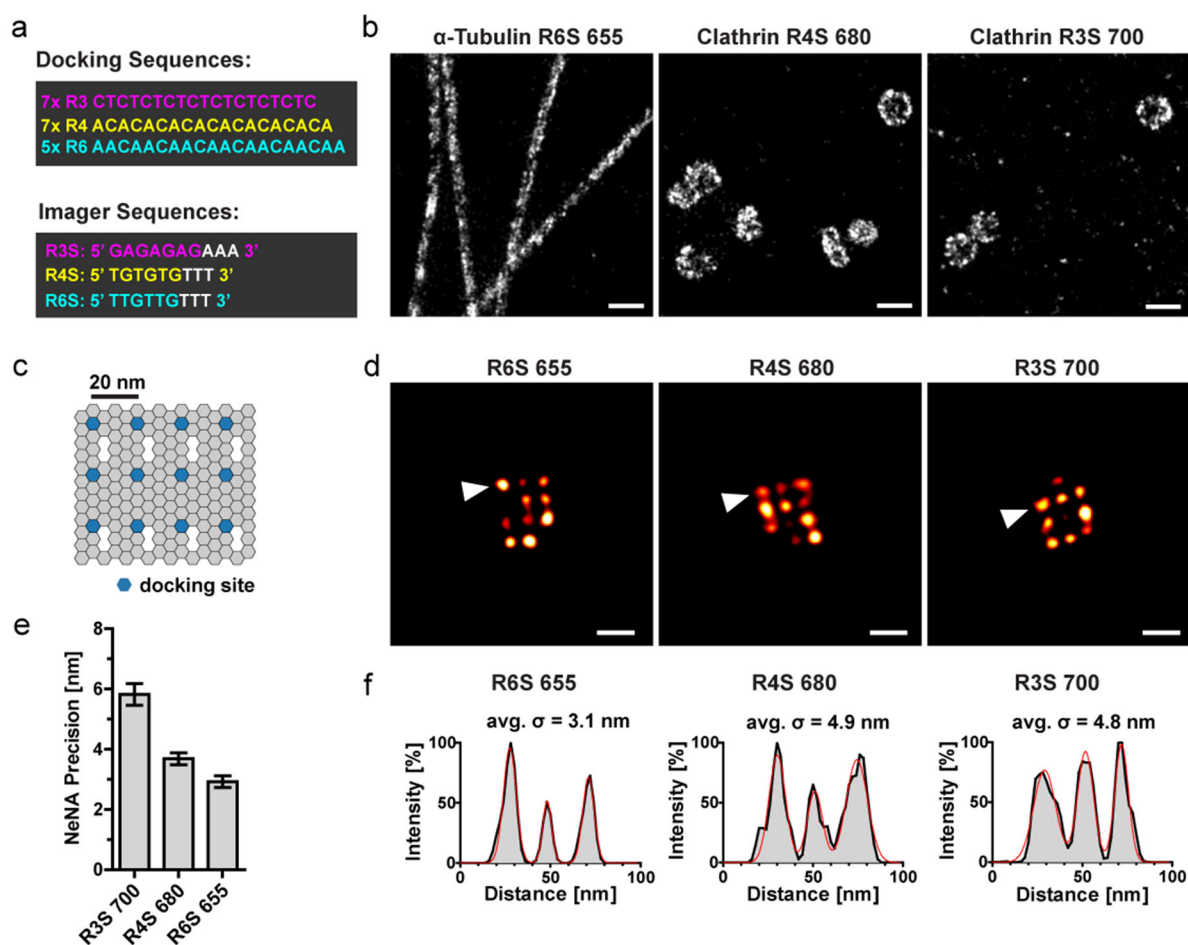 a
Docking Sequences:
7x R3 CTCTCTCTCTCTCTCTCTC
7x R4 ACACACACACACACACACA
5x R6 AACAACAACAACAACAACAA
Imager Sequences:
R3S: 5' GAGAGAGAAA 3'
R4S: 5' TGTGTGTTT 3'
R6S: 5' TTGTTGTTT 3'
b
α-Tubulin R6S 655
Clathrin R4S 680
Clathrin R3S 700
c
20 nm
docking site
d
R6S 655
R4S 680
R3S 700
e
NeNA Precision [nm]
8
6
4
2
0
R3S 700
R4S 680
R6S 655
f
R6S 655
avg. σ = 3.1 nm
Intensity [%]
100
50
0
0 50 100
Distance [nm]
R4S 680
avg. σ = 4.9 nm
Intensity [%]
100
50
0
0 50 100
Distance [nm]
R3S 700
avg. σ = 4.8 nm
Intensity [%]
100
50
0
0 50 100
Distance [nm]